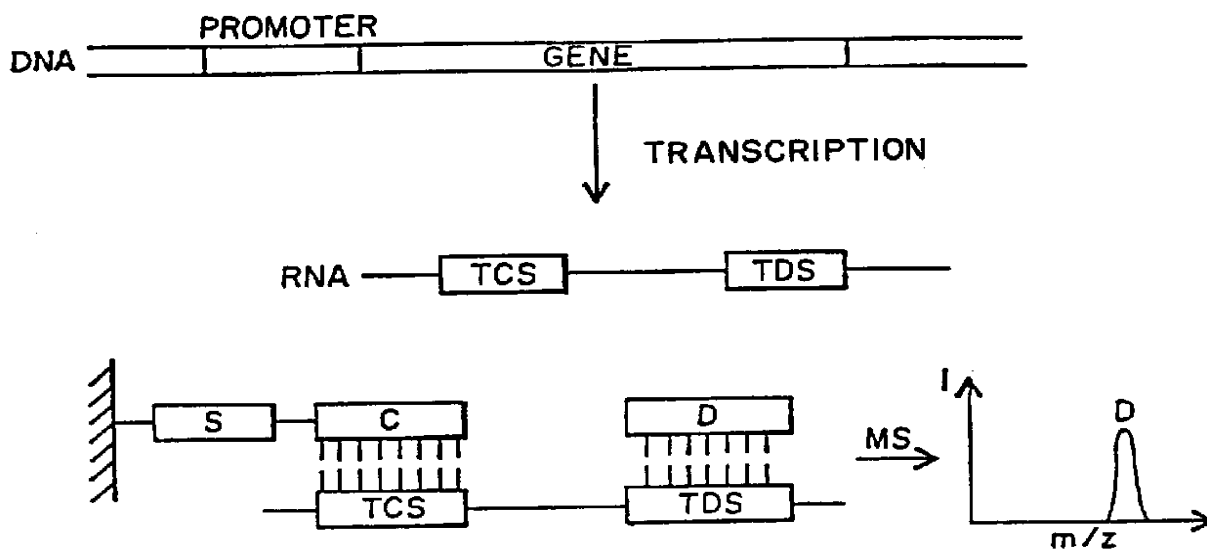 PROMOTER
DNA GENE
TRANSCRIPTION
RNA TCS TDS
S C D MS I D
TCS TDS
m/z